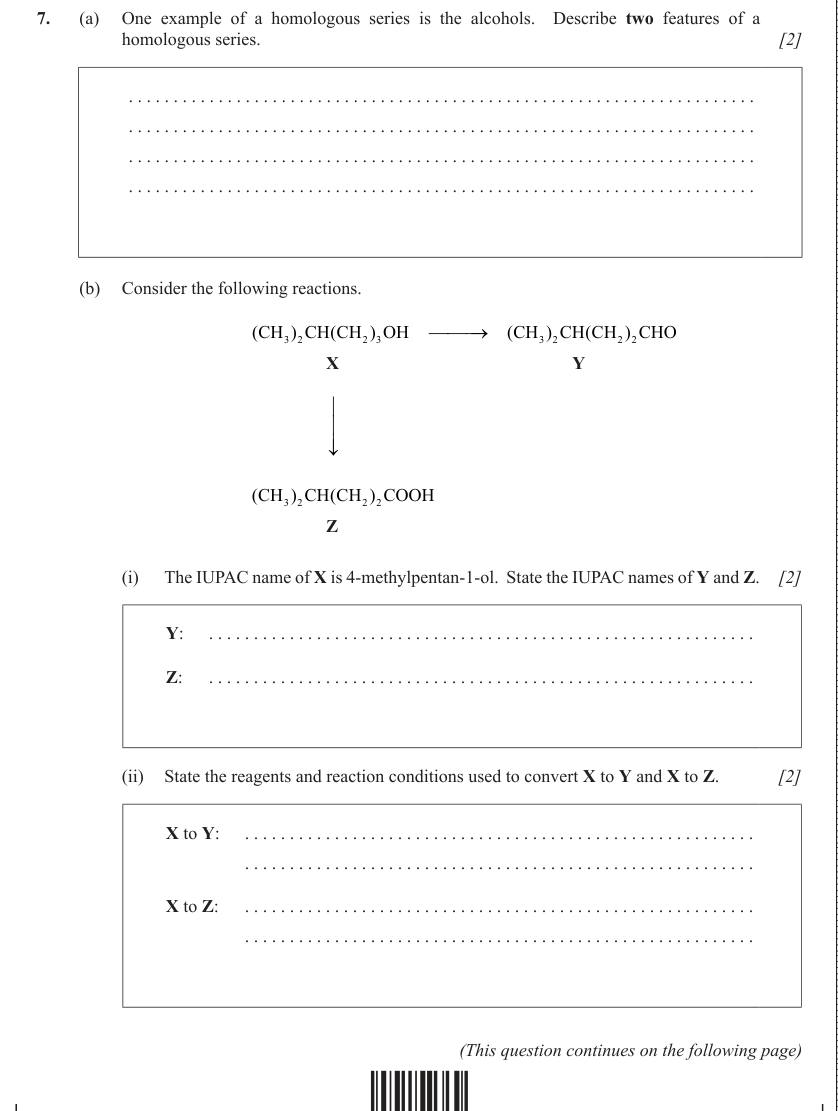 7. (a) One example of a homologous series is the alcohols. Describe two features of a
homologous series. [2]
(b) Consider the following reactions.
(CH₃)₂CH(CH₂)₃OH ⟶ (CH₃)₂CH(CH₂)₂CHO
X Y
(CH₃)₂CH(CH₂)₂COOH
Z
(i) The IUPAC name of X is 4-methylpentan-1-ol. State the IUPAC names of Y and Z. [2]
Y: ............................................................
Z: ............................................................
(ii) State the reagents and reaction conditions used to convert X to Y and X to Z. [2]
X to Y: ........................................................
X to Z: ........................................................
(This question continues on the following page)